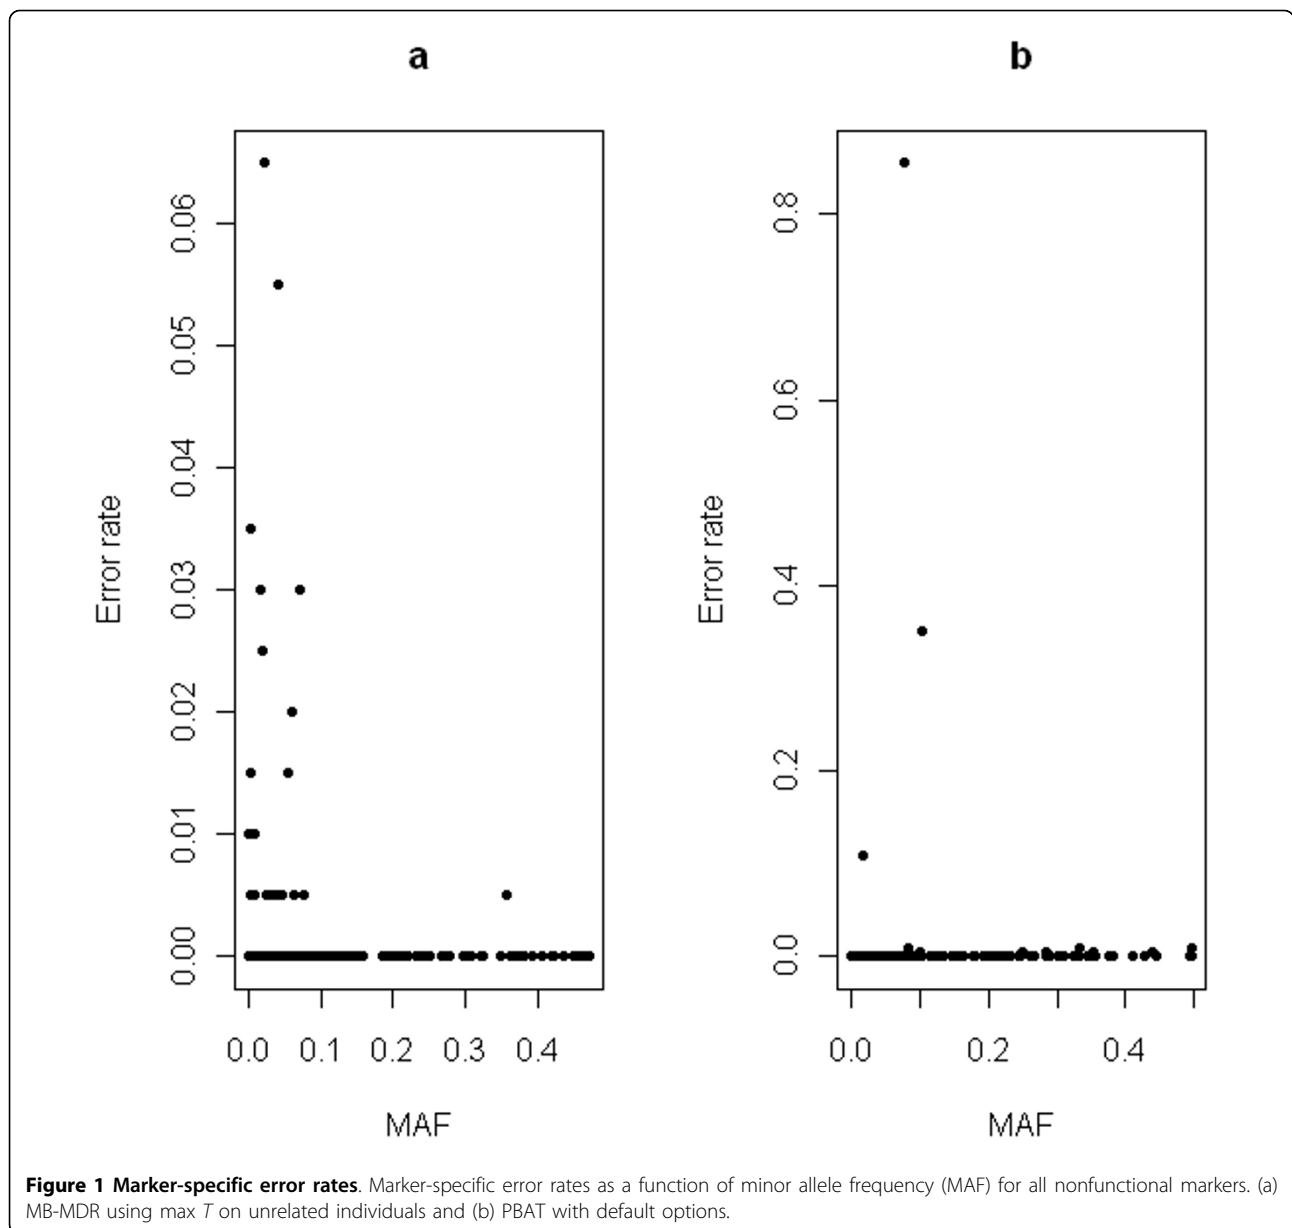 a
b
0.06
0.05
0.04
0.03
0.02
0.01
0.00
Error rate
0.0 0.1 0.2 0.3 0.4
MAF
0.8
0.6
0.4
0.2
0.0
Error rate
0.0 0.2 0.4
MAF
Figure 1 Marker-specific error rates. Marker-specific error rates as a function of minor allele frequency (MAF) for all nonfunctional markers. (a)
MB-MDR using max T on unrelated individuals and (b) PBAT with default options.